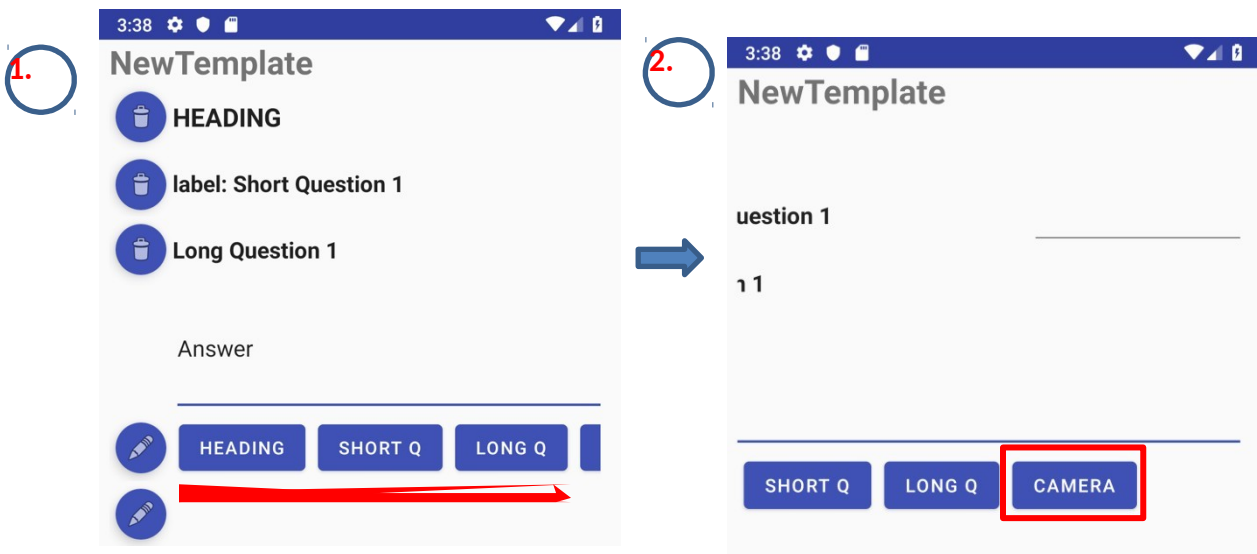 1.
3:38
NewTemplate
HEADING
label: Short Question 1
Long Question 1
Answer
HEADING SHORT Q LONG Q
2.
3:38
NewTemplate
uestion 1
n 1
SHORT Q LONG Q CAMERA